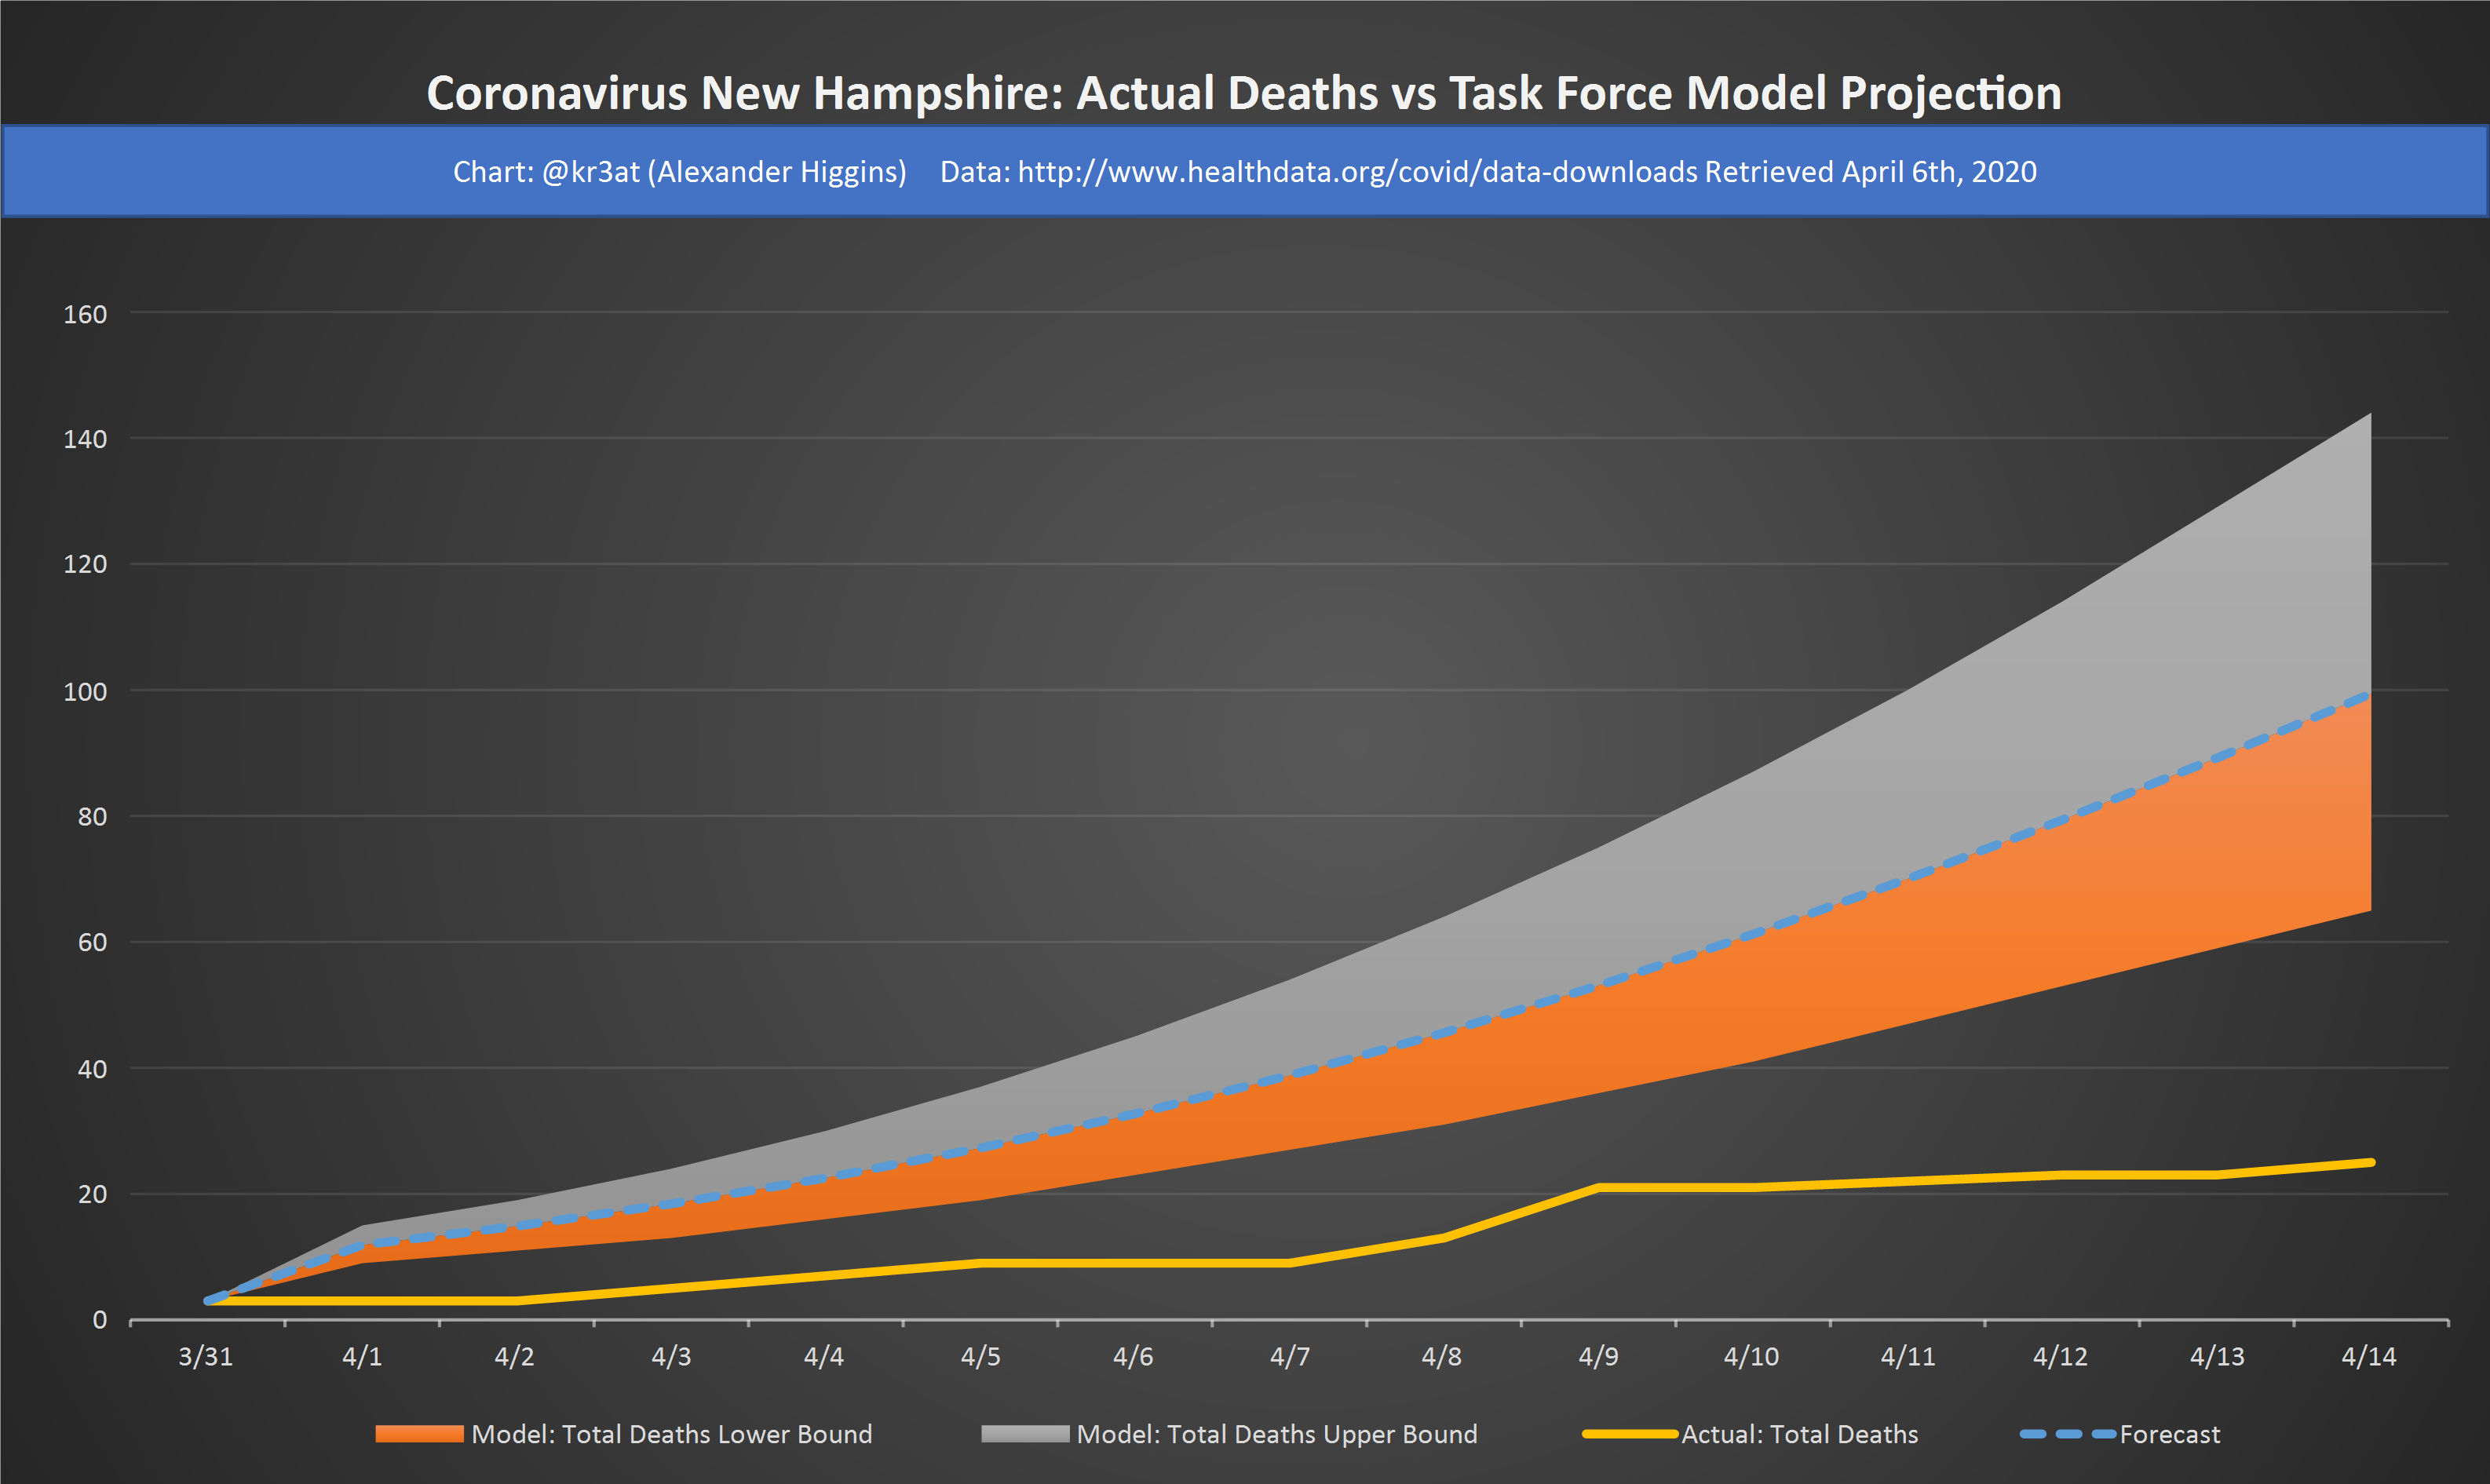 Coronavirus New Hampshire: Actual Deaths vs Task Force Model Projection
Chart: @kr3at (Alexander Higgins) Data: http://www.healthdata.org/covid/data-downloads Retrieved April 6th, 2020
160
140
120
100
80
60
40
20
0
3/31 4/1 4/2 4/3 4/4 4/5 4/6 4/7 4/8 4/9 4/10 4/11 4/12 4/13 4/14
Model: Total Deaths Lower Bound Model: Total Deaths Upper Bound Actual: Total Deaths Forecast